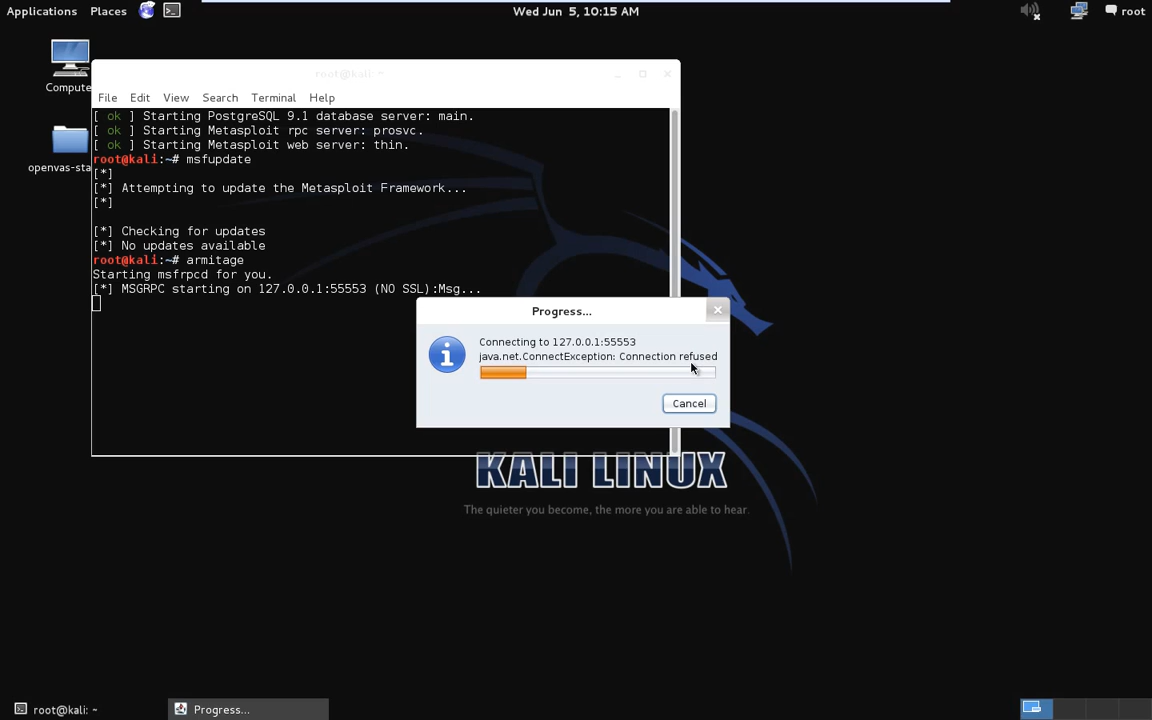 Applications Places Wed Jun 5, 10:15 AM root
Compute
openvas-sta
root@kali: ~
File Edit View Search Terminal Help
[ ok ] Starting PostgreSQL 9.1 database server: main.
[ ok ] Starting Metasploit rpc server: prosvc.
[ ok ] Starting Metasploit web server: thin.
root@kali:~# msfupdate
[*]
[*] Attempting to update the Metasploit Framework...
[*]
[*] Checking for updates
[*] No updates available
root@kali:~# armitage
Starting msfrpcd for you.
[*] MSGRPC starting on 127.0.0.1:55553 (NO SSL):Msg...
Progress...
Connecting to 127.0.0.1:55553
java.net.ConnectException: Connection refused
Cancel
KALI LINUX
The quieter you become, the more you are able to hear.
root@kali: ~ Progress...